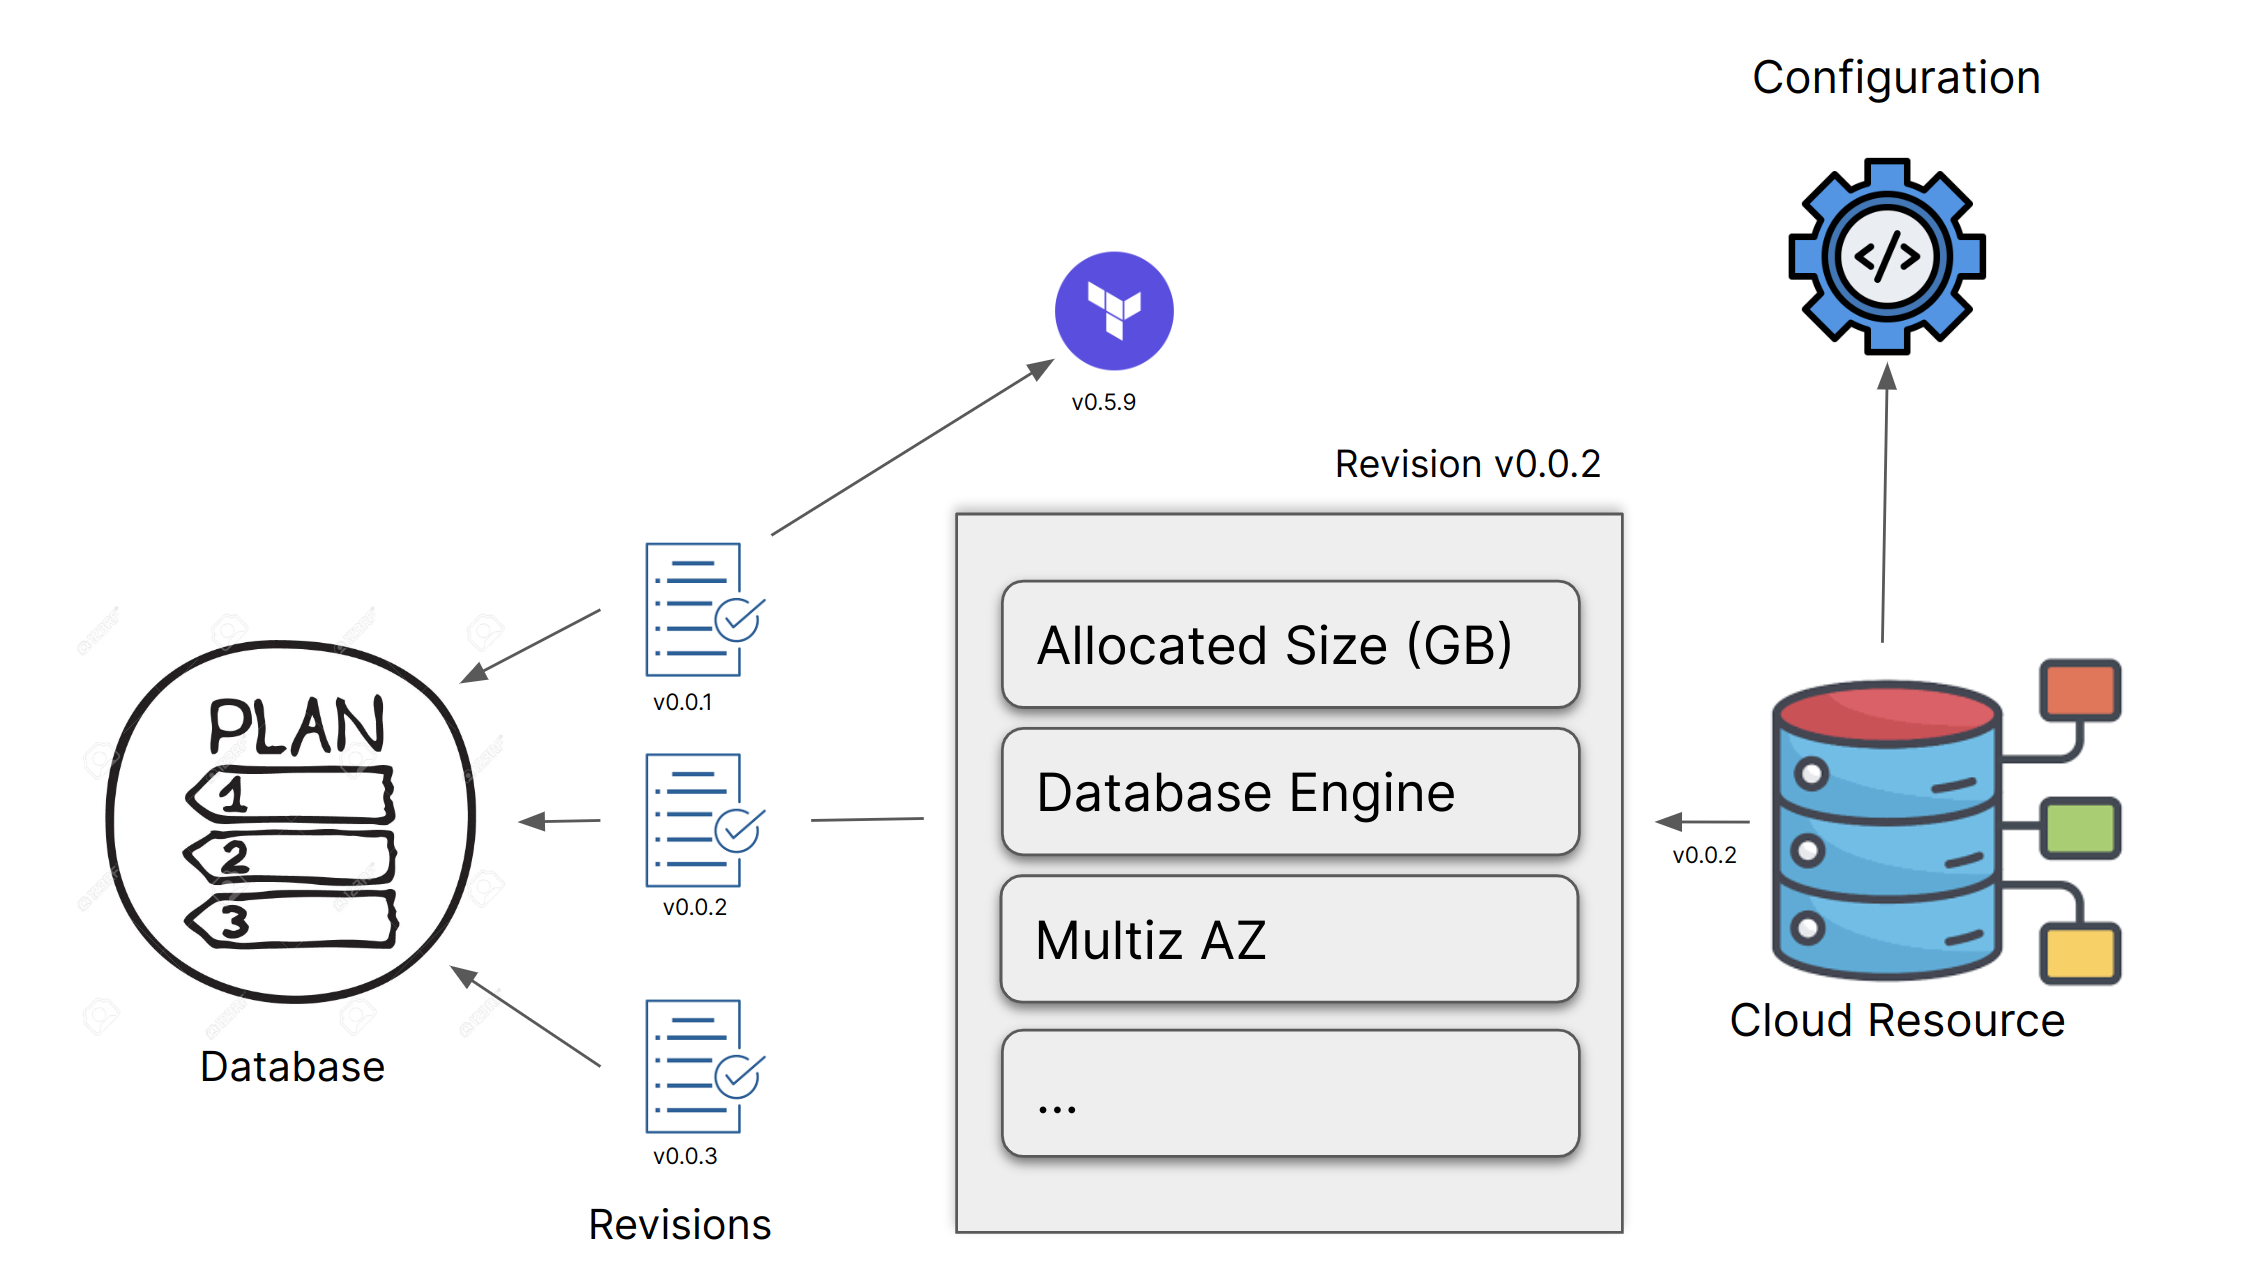 Configuration
v0.5.9
Revision v0.0.2
Allocated Size (GB)
Database Engine
Multiz AZ
...
v0.0.1
v0.0.2
v0.0.3
Revisions
PLAN
1
2
3
Database
v0.0.2
Cloud Resource